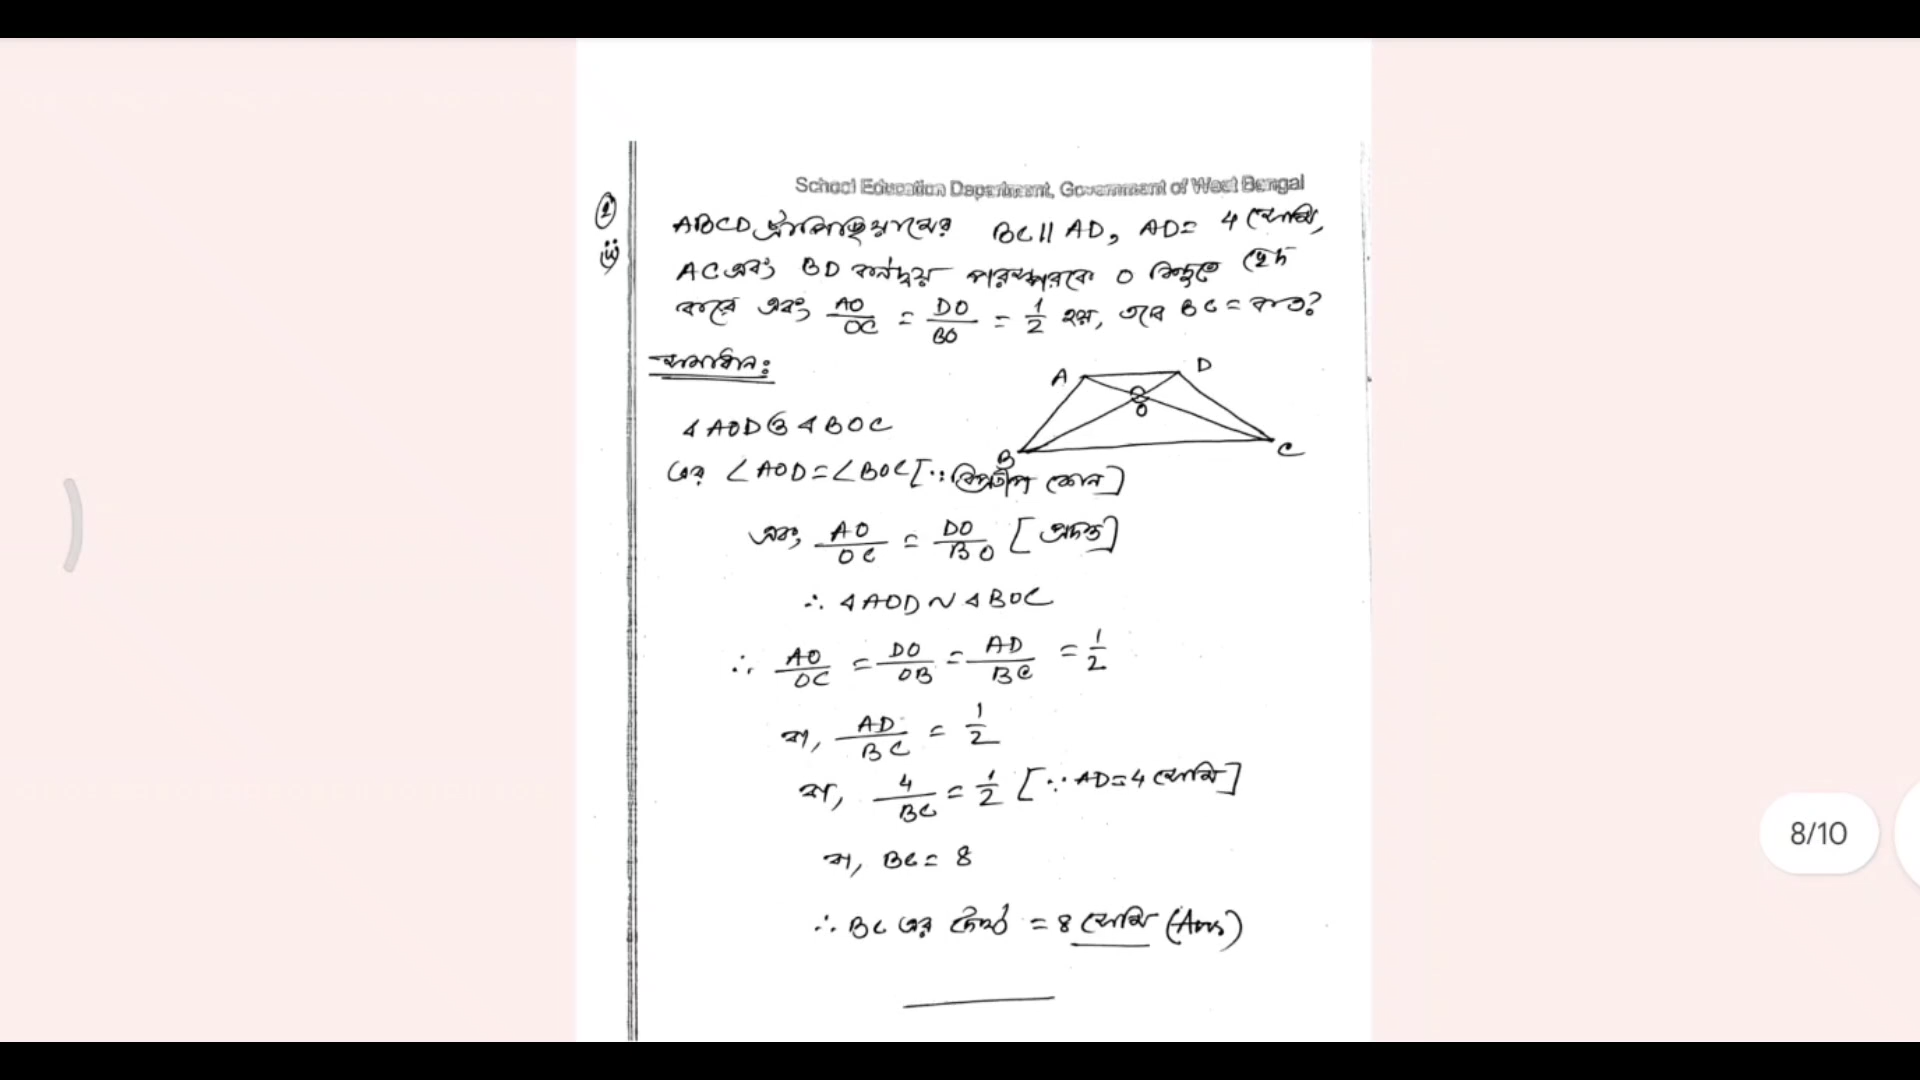 School Education Department, Government of West Bengal
ABCD ট্রাপিজিয়ামের BC || AD, AD = 4 সেমি,
(ii) AC এবং BD কর্ণদ্বয় পরস্পরকে O বিন্দুতে ছেদ
করে এবং AO/OC = DO/BO = 1/2 হয়, তবে BC = কত?
সমাধান:
A D
O
B C
△AOD ও △BOC
এর ∠AOD = ∠BOC [∵ বিপ্রতীপ কোন]
এবং, AO/OC = DO/BO [প্রদত্ত]
∴ △AOD ~ △BOC
∴ AO/OC = DO/OB = AD/BC = 1/2
বা, AD/BC = 1/2
বা, 4/BC = 1/2 [∵ AD = 4 সেমি]
বা, BC = 8
∴ BC এর দৈর্ঘ্য = 8 সেমি (Ans)
8/10